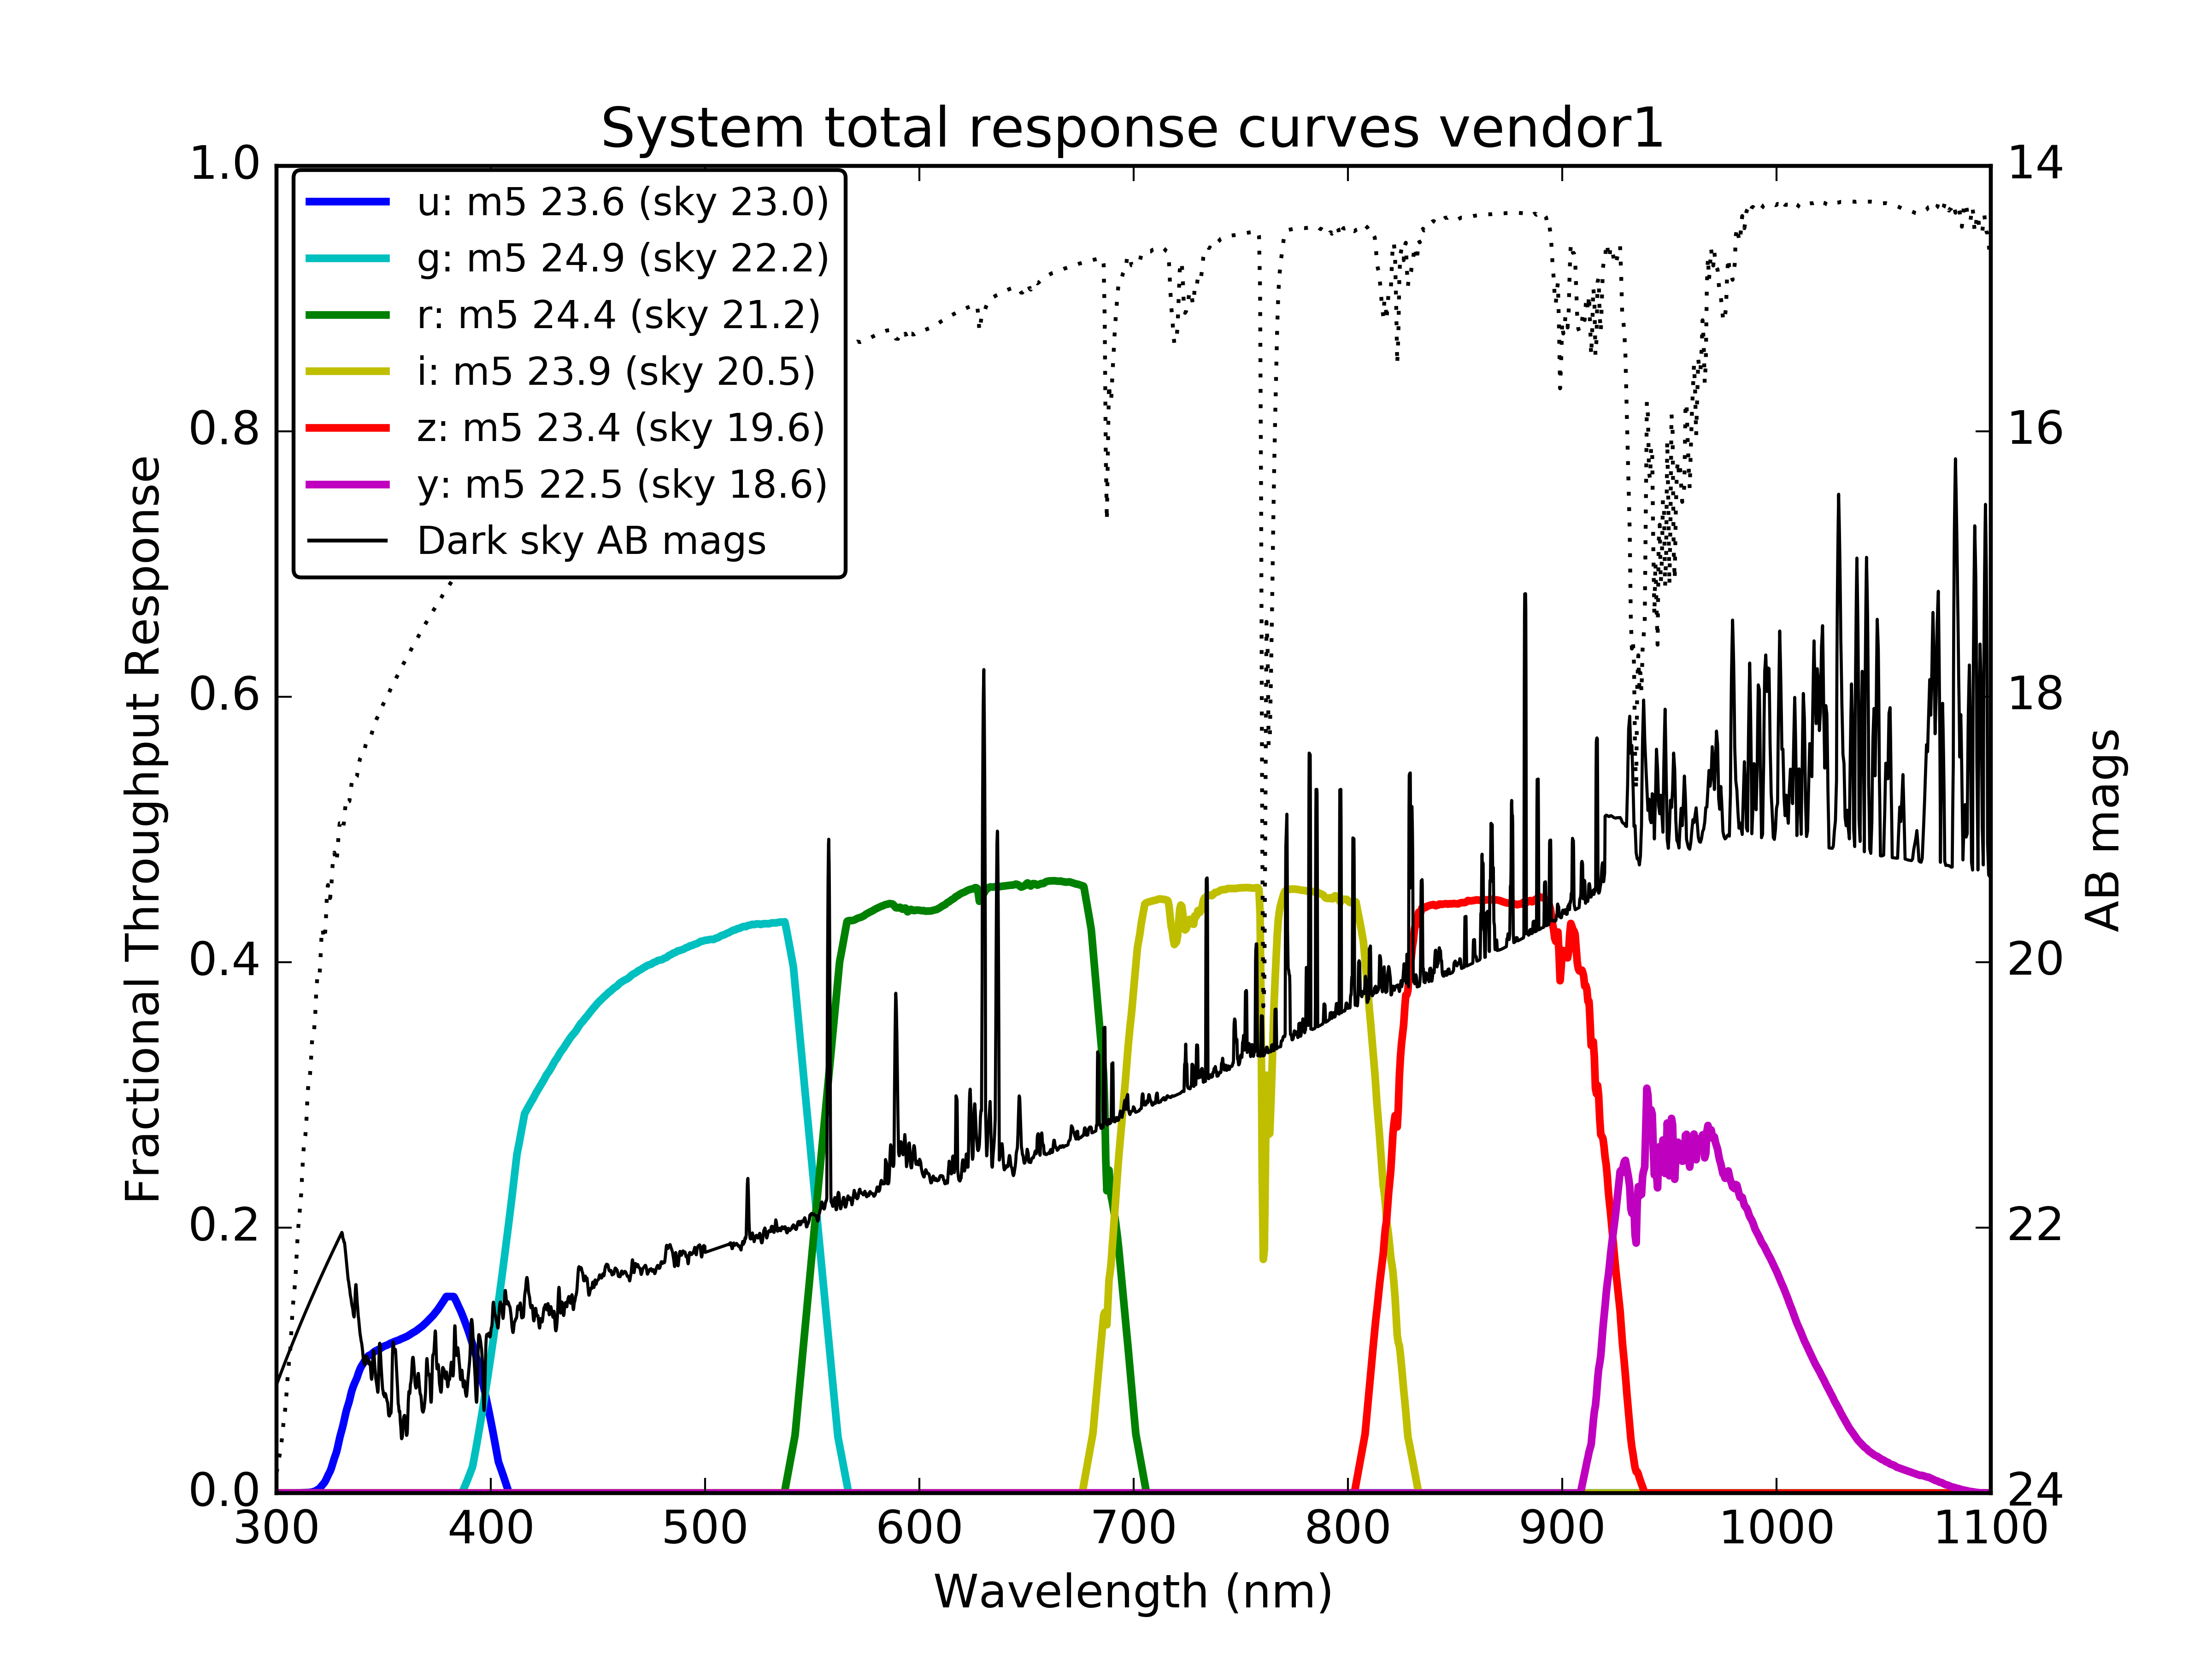 System total response curves vendor1
1.0
0.8
0.6
0.4
0.2
0.0
Fractional Throughput Response
u: m5 23.6 (sky 23.0)
g: m5 24.9 (sky 22.2)
r: m5 24.4 (sky 21.2)
i: m5 23.9 (sky 20.5)
z: m5 23.4 (sky 19.6)
y: m5 22.5 (sky 18.6)
Dark sky AB mags
14
16
18
20
22
24
AB mags
300 400 500 600 700 800 900 1000 1100
Wavelength (nm)